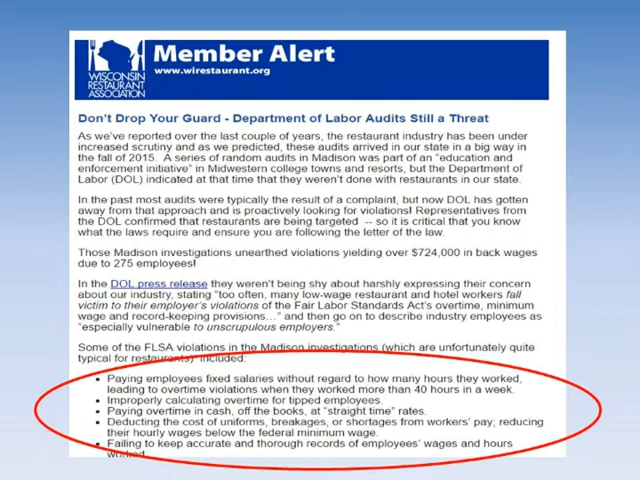 WISCONSIN
RESTAURANT
ASSOCIATION
Member Alert
www.wirestaurant.org
Don't Drop Your Guard - Department of Labor Audits Still a Threat
As we've reported over the last couple of years, the restaurant industry has been under
increased scrutiny and as we predicted, these audits arrived in our state in a big way in
the fall of 2015. A series of random audits in Madison was part of an "education and
enforcement initiative" in Midwestern college towns and resorts, but the Department of
Labor (DOL) indicated at that time that they weren't done with restaurants in our state.
In the past most audits were typically the result of a complaint, but now DOL has gotten
away from that approach and is proactively looking for violations! Representatives from
the DOL confirmed that restaurants are being targeted -- so it is critical that you know
what the laws require and ensure you are following the letter of the law.
Those Madison investigations unearthed violations yielding over $724,000 in back wages
due to 275 employees!
In the DOL press release they weren't being shy about harshly expressing their concern
about our industry, stating "too often, many low-wage restaurant and hotel workers fall
victim to their employer's violations of the Fair Labor Standards Act's overtime, minimum
wage and record-keeping provisions…" and then go on to describe industry employees as
"especially vulnerable to unscrupulous employers."
Some of the FLSA violations in the Madison investigations (which are unfortunately quite
typical for restaurants) included:
• Paying employees fixed salaries without regard to how many hours they worked,
leading to overtime violations when they worked more than 40 hours in a week.
• Improperly calculating overtime for tipped employees.
• Paying overtime in cash, off the books, at "straight time" rates.
• Deducting the cost of uniforms, breakages, or shortages from workers' pay; reducing
their hourly wages below the federal minimum wage.
• Failing to keep accurate and thorough records of employees' wages and hours
worked.